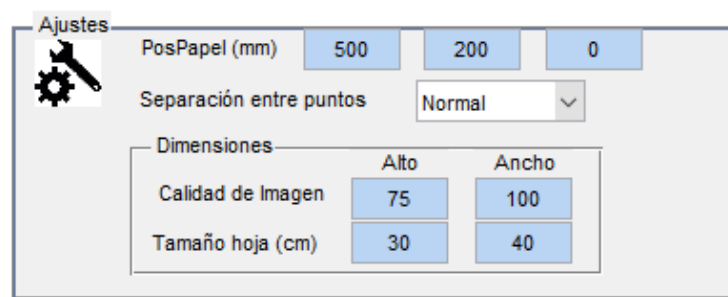 Ajustes
PosPapel (mm) 500 200 0
Separación entre puntos Normal
Dimensiones
Alto Ancho
Calidad de Imagen 75 100
Tamaño hoja (cm) 30 40